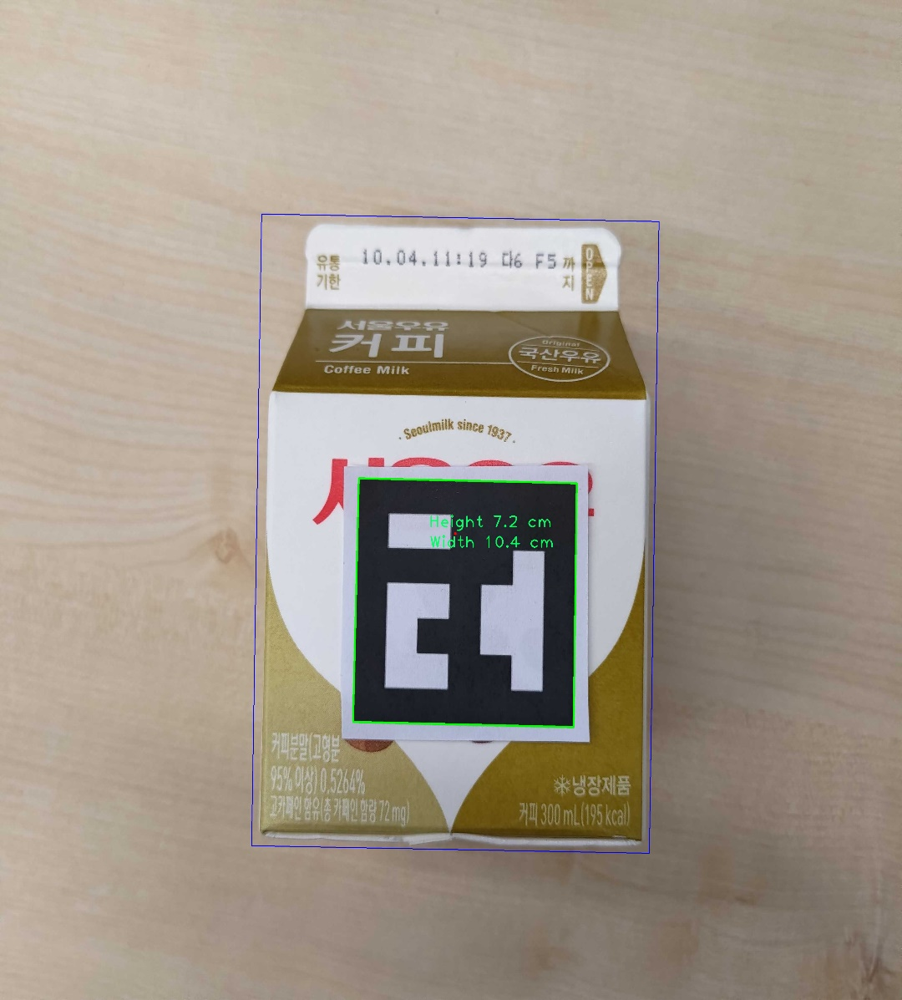 유통
기한
10.04.11:19 다6 F5
까
지
OPEN
서울우유
커피
Coffee Milk
Original
국산우유
Fresh Milk
· Seoulmilk since 1937 ·
Height 7.2 cm
Width 10.4 cm
커피분말(고형분
95% 이상) 0.5264%
고카페인 함유(총 카페인 함량 72 mg)
냉장제품
커피 300 mL(195 kcal)